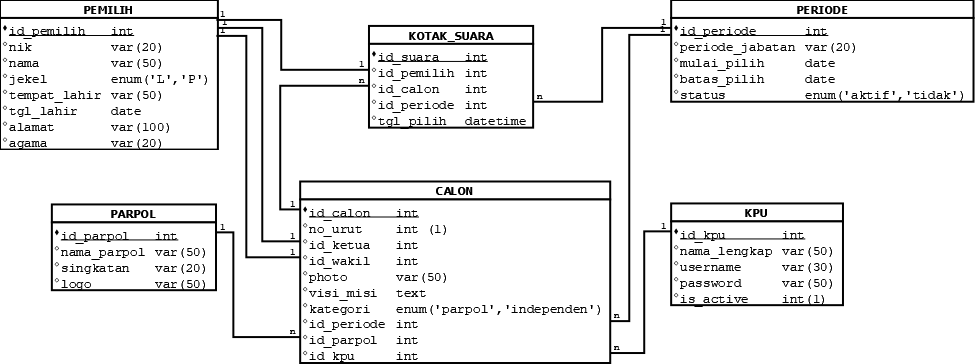 PEMILIH
id_pemilih int
nik var(20)
nama var(50)
jekel enum('L','P')
tempat_lahir var(50)
tgl_lahir date
alamat var(100)
agama var(20)
1
1
1
KOTAK_SUARA
id_suara int
id_pemilih int
id_calon int
id_periode int
tgl_pilih datetime
1
n
n
PERIODE
id_periode int
periode_jabatan var(20)
mulai_pilih date
batas_pilih date
status enum('aktif','tidak')
1
1
PARPOL
id_parpol int
nama_parpol var(50)
singkatan var(20)
logo var(50)
1
CALON
id_calon int
no_urut int (1)
id_ketua int
id_wakil int
photo var(50)
visi_misi text
kategori enum('parpol','independen')
id_periode int
id_parpol int
id_kpu int
1
1
1
n
n
n
KPU
id_kpu int
nama_lengkap var(50)
username var(30)
password var(50)
is_active int(1)
1